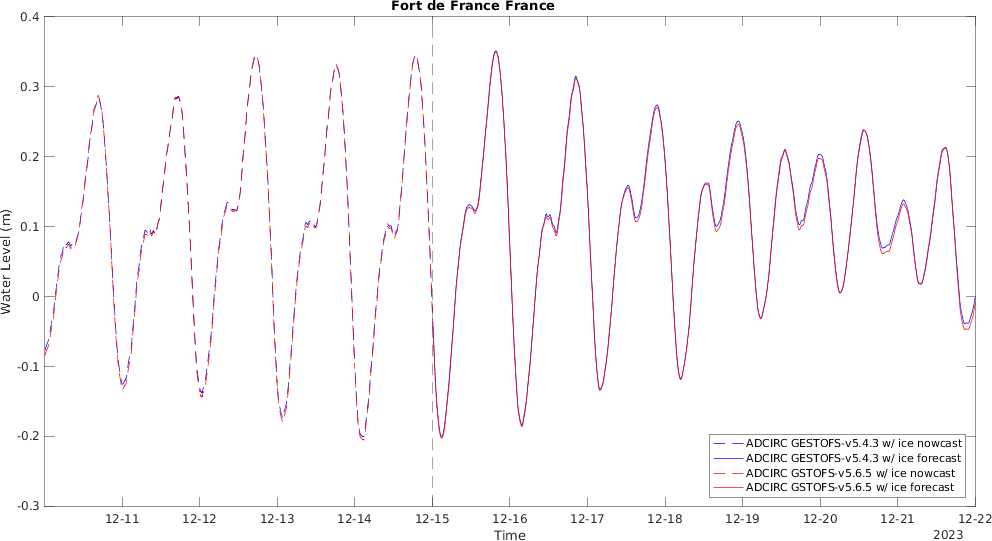 Fort de France France
0.4
0.3
0.2
0.1
0
-0.1
-0.2
-0.3
Water Level (m)
12-11 12-12 12-13 12-14 12-15 12-16 12-17 12-18 12-19 12-20 12-21 12-22
Time
2023
ADCIRC GESTOFS-v5.4.3 w/ ice nowcast
ADCIRC GESTOFS-v5.4.3 w/ ice forecast
ADCIRC GSTOFS-v5.6.5 w/ ice nowcast
ADCIRC GSTOFS-v5.6.5 w/ ice forecast